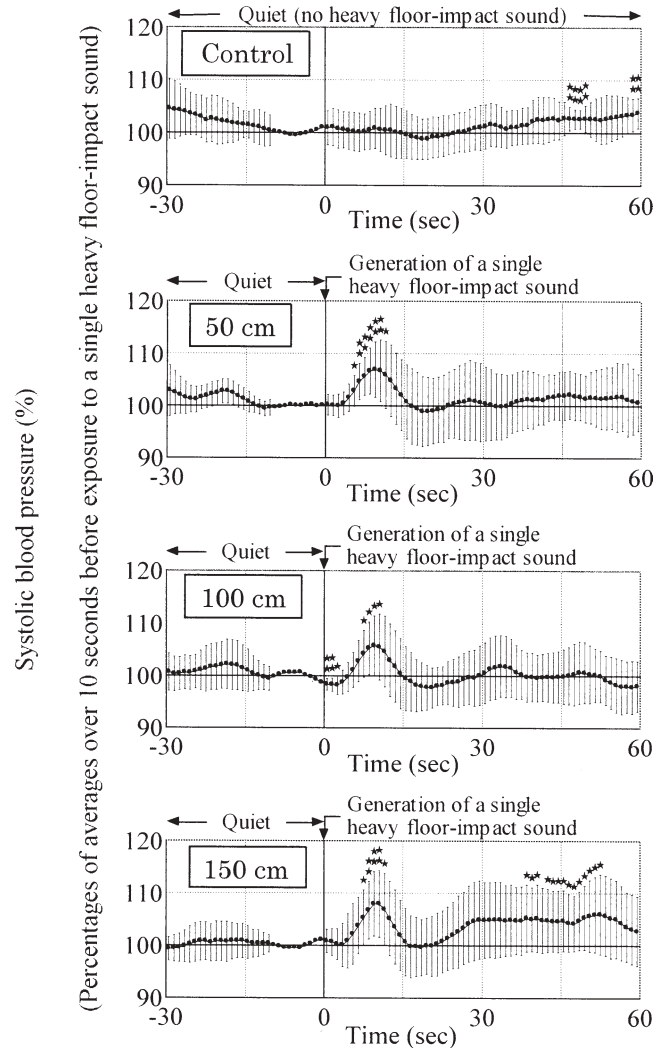 Systolic blood pressure (%)
(Percentages of averages over 10 seconds before exposure to a single heavy floor-impact sound)
Quiet (no heavy floor-impact sound)
120
Control
110
100
90
-30
0
30
60
Time (sec)
Quiet
Generation of a single
heavy floor-impact sound
120
50 cm
110
100
90
-30
0
30
60
Time (sec)
Quiet
Generation of a single
heavy floor-impact sound
120
100 cm
110
100
90
-30
0
30
60
Time (sec)
Quiet
Generation of a single
heavy floor-impact sound
120
150 cm
110
100
90
-30
0
30
60
Time (sec)